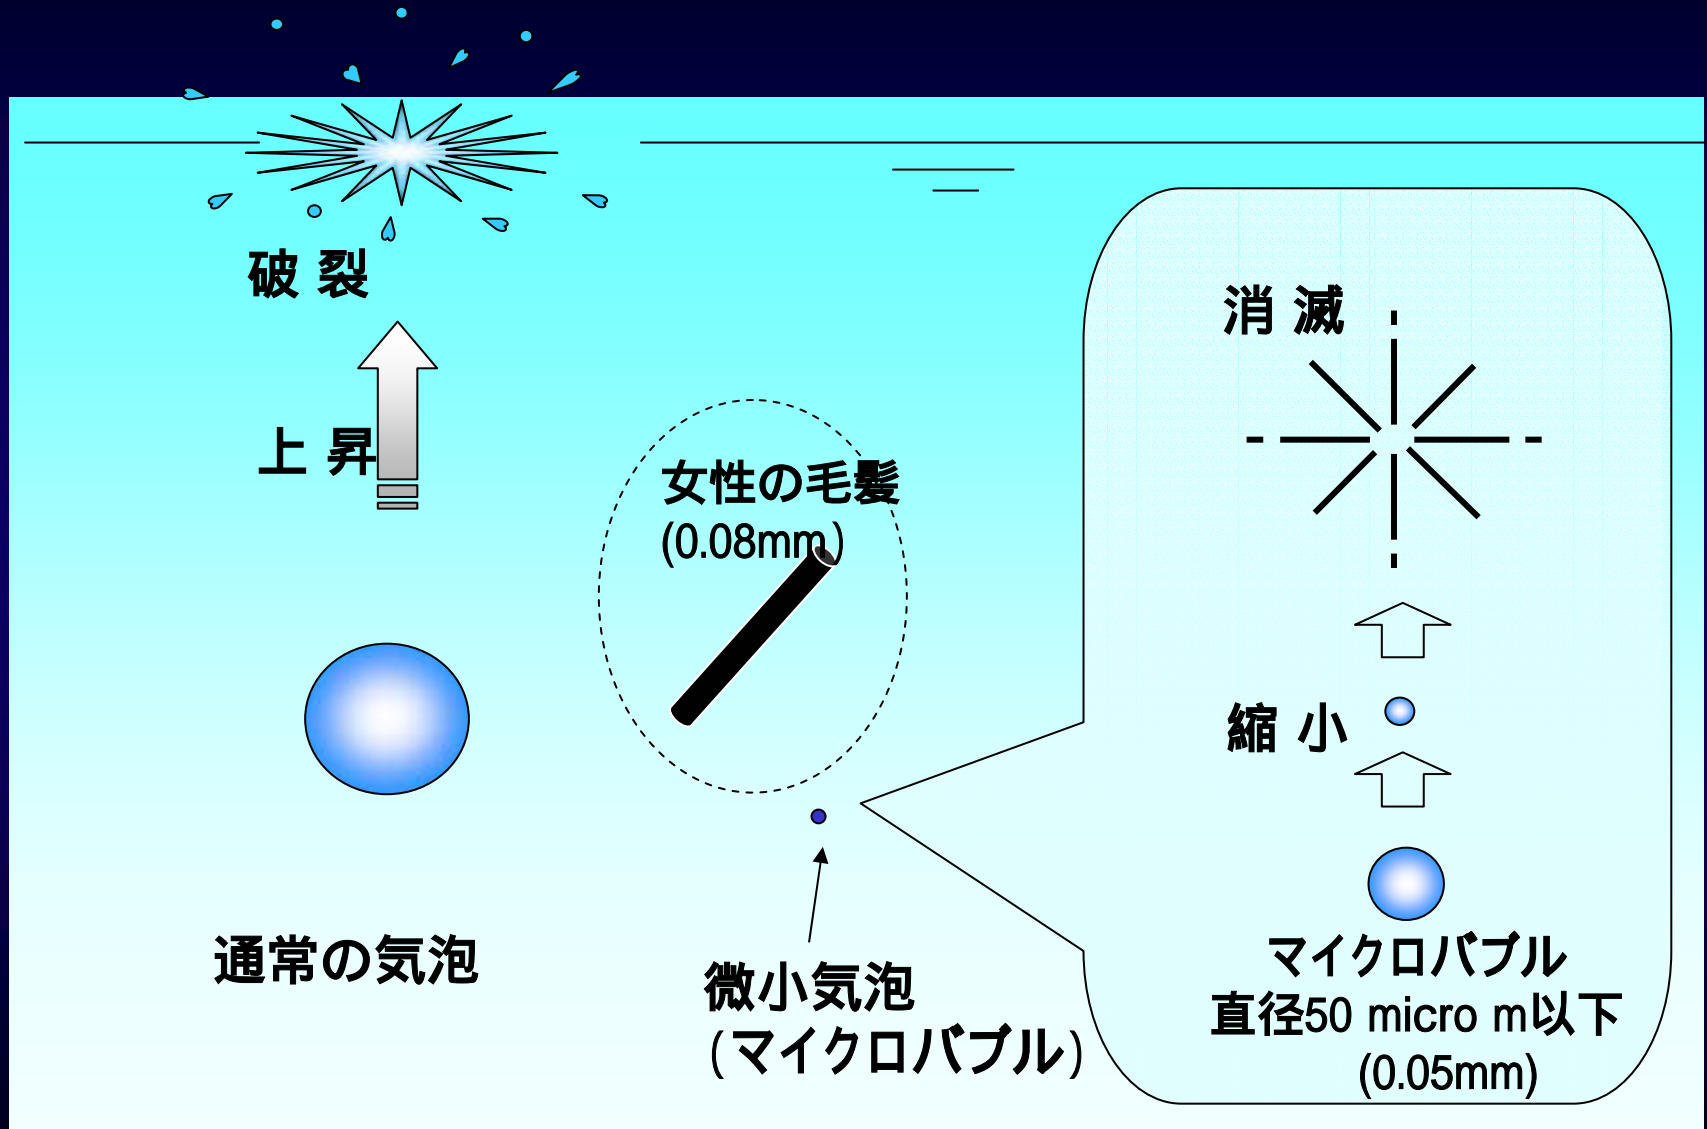 破 裂
上 昇
通常の気泡
女性の毛髪
(0.08mm)
微小気泡
(マイクロバブル)
消 滅
縮 小
マイクロバブル
直径50 micro m以下
(0.05mm)